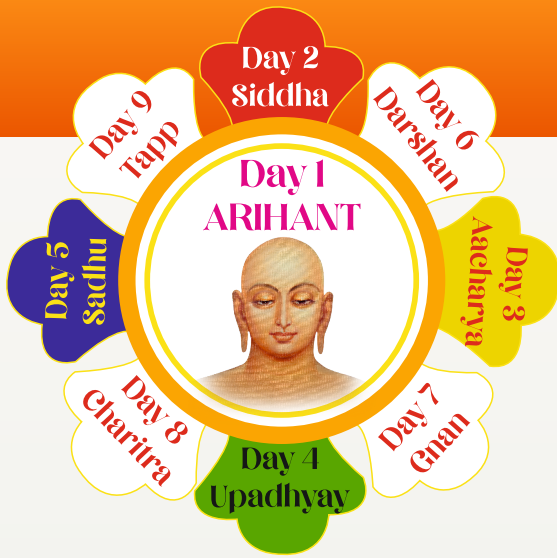 Day 1
ARIHANT
Day 2
Siddha
Day 6
Darshan
Day 3
Aacharya
Day 7
Gnan
Day 4
Upadhyay
Day 8
Charitra
Day 5
Sadhu
Day 9
Tapp